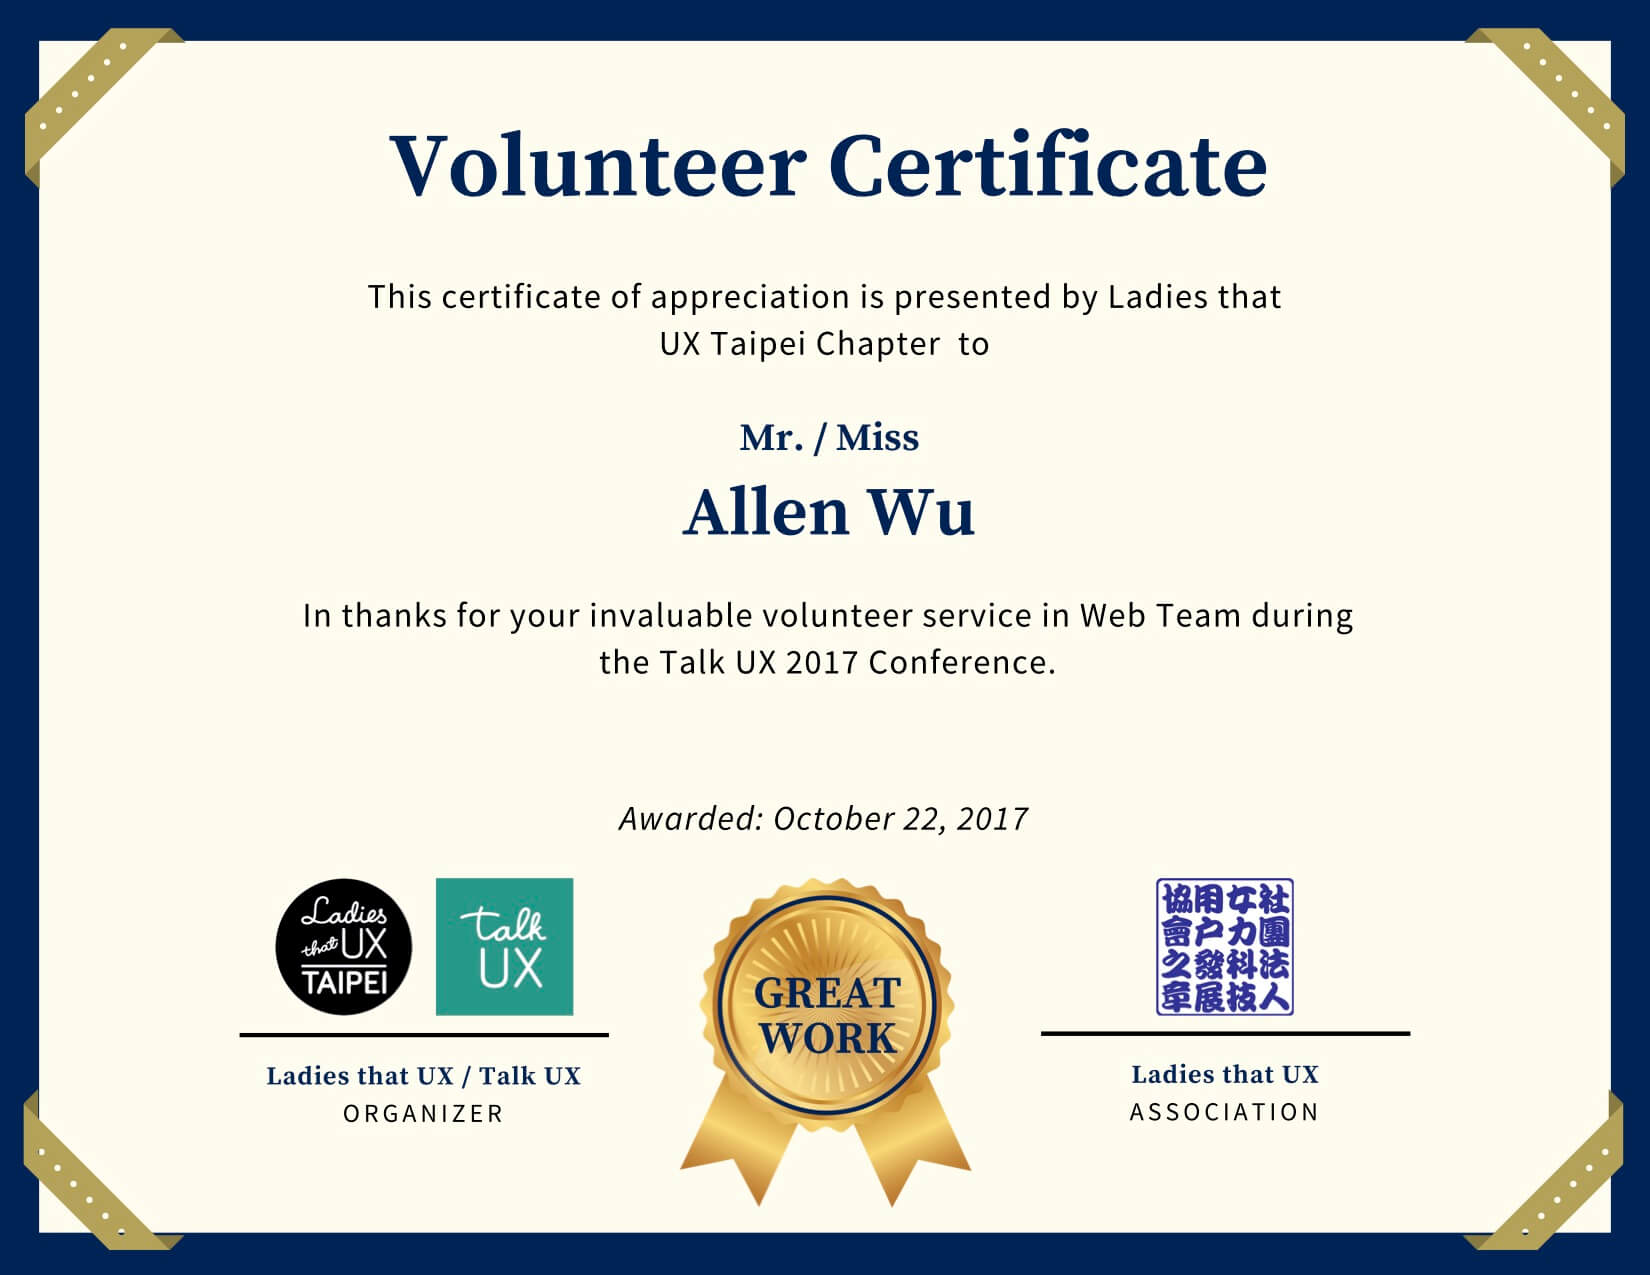 Volunteer Certificate
This certificate of appreciation is presented by Ladies that
UX Taipei Chapter to
Mr. / Miss
Allen Wu
In thanks for your invaluable volunteer service in Web Team during
the Talk UX 2017 Conference.
Awarded: October 22, 2017
Ladies
that UX
TAIPEI
talk
UX
GREAT
WORK
社團法人
女力科技
用戶發展
協會之章
Ladies that UX / Talk UX
ORGANIZER
Ladies that UX
ASSOCIATION